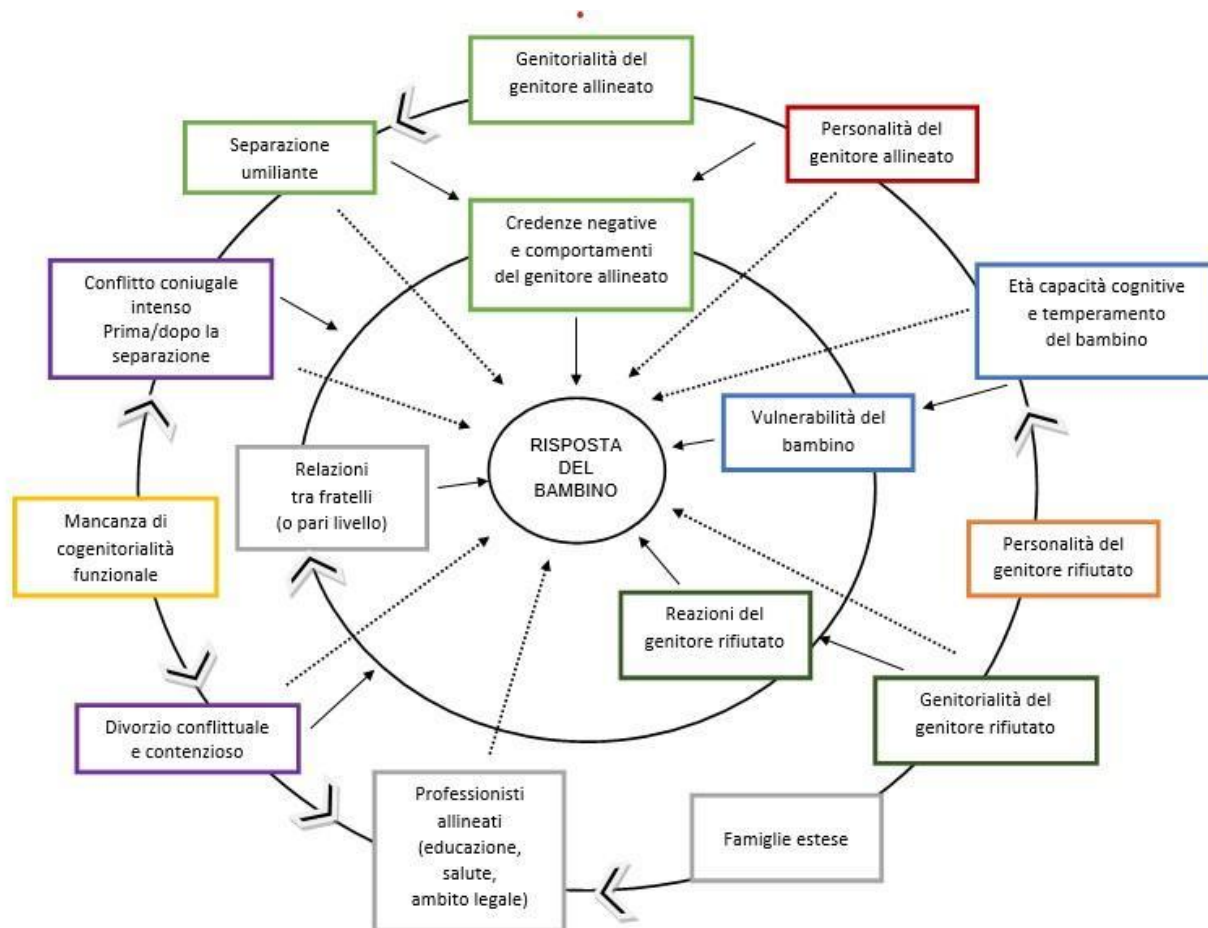 Genitorialità del
genitore allineato
Personalità del
genitore allineato
Separazione
umiliante
Credenze negative
e comportamenti
del genitore allineato
Conflitto coniugale
intenso
Prima/dopo la
separazione
Età capacità cognitive
e temperamento
del bambino
Vulnerabilità del
bambino
RISPOSTA
DEL
BAMBINO
Relazioni
tra fratelli
(o pari livello)
Mancanza di
cogenitorialità
funzionale
Personalità del
genitore rifiutato
Reazioni del
genitore rifiutato
Genitorialità del
genitore rifiutato
Divorzio conflittuale
e contenzioso
Professionisti
allineati
(educazione,
salute,
ambito legale)
Famiglie estese